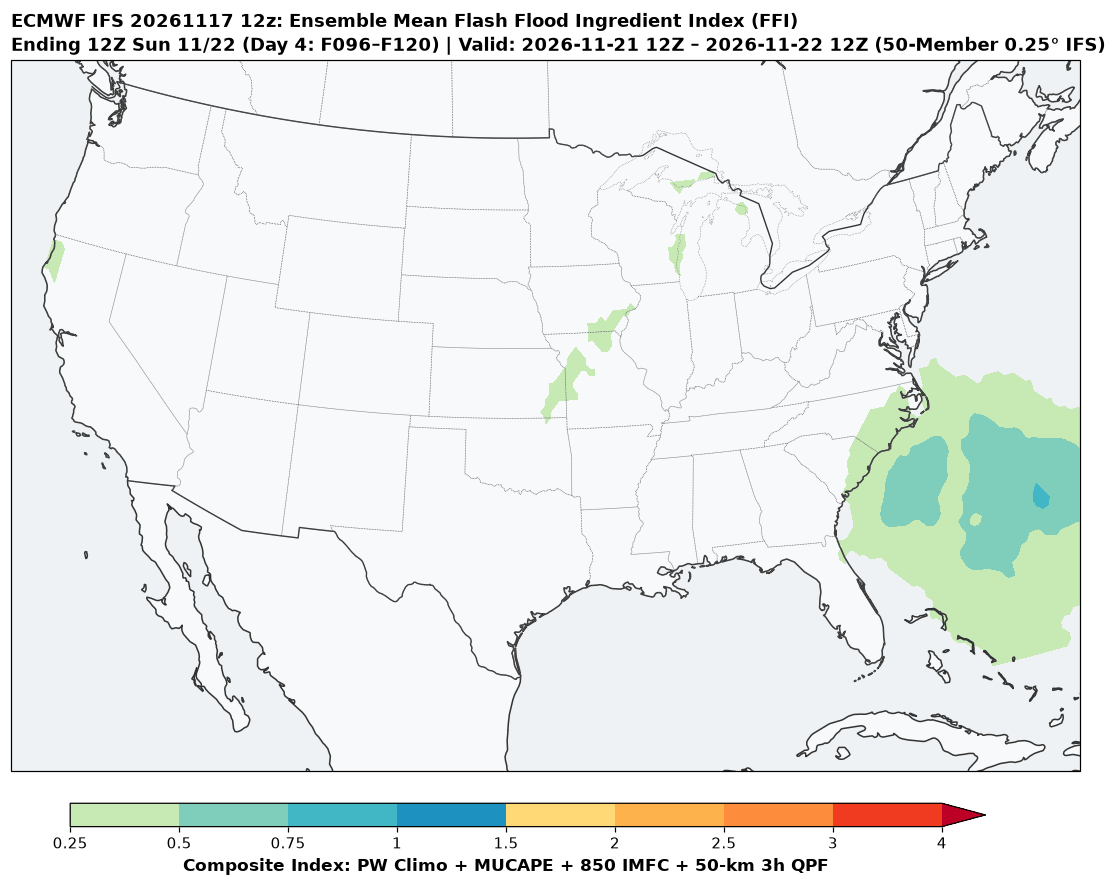 ECMWF IFS 20261117 12z: Ensemble Mean Flash Flood Ingredient Index (FFI)
Ending 12Z Sun 11/22 (Day 4: F096–F120) | Valid: 2026-11-21 12Z – 2026-11-22 12Z (50-Member 0.25° IFS)
0.25 0.5 0.75 1 1.5 2 2.5 3 4
Composite Index: PW Climo + MUCAPE + 850 IMFC + 50-km 3h QPF